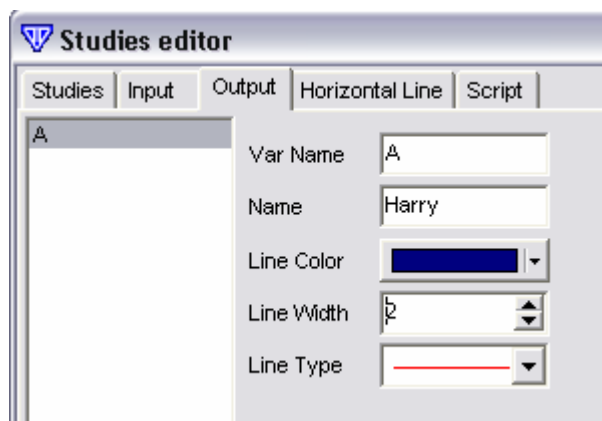 Studies editor
Studies Input Output Horizontal Line Script
A
Var Name A
Name Harry
Line Color
Line Width 2
Line Type